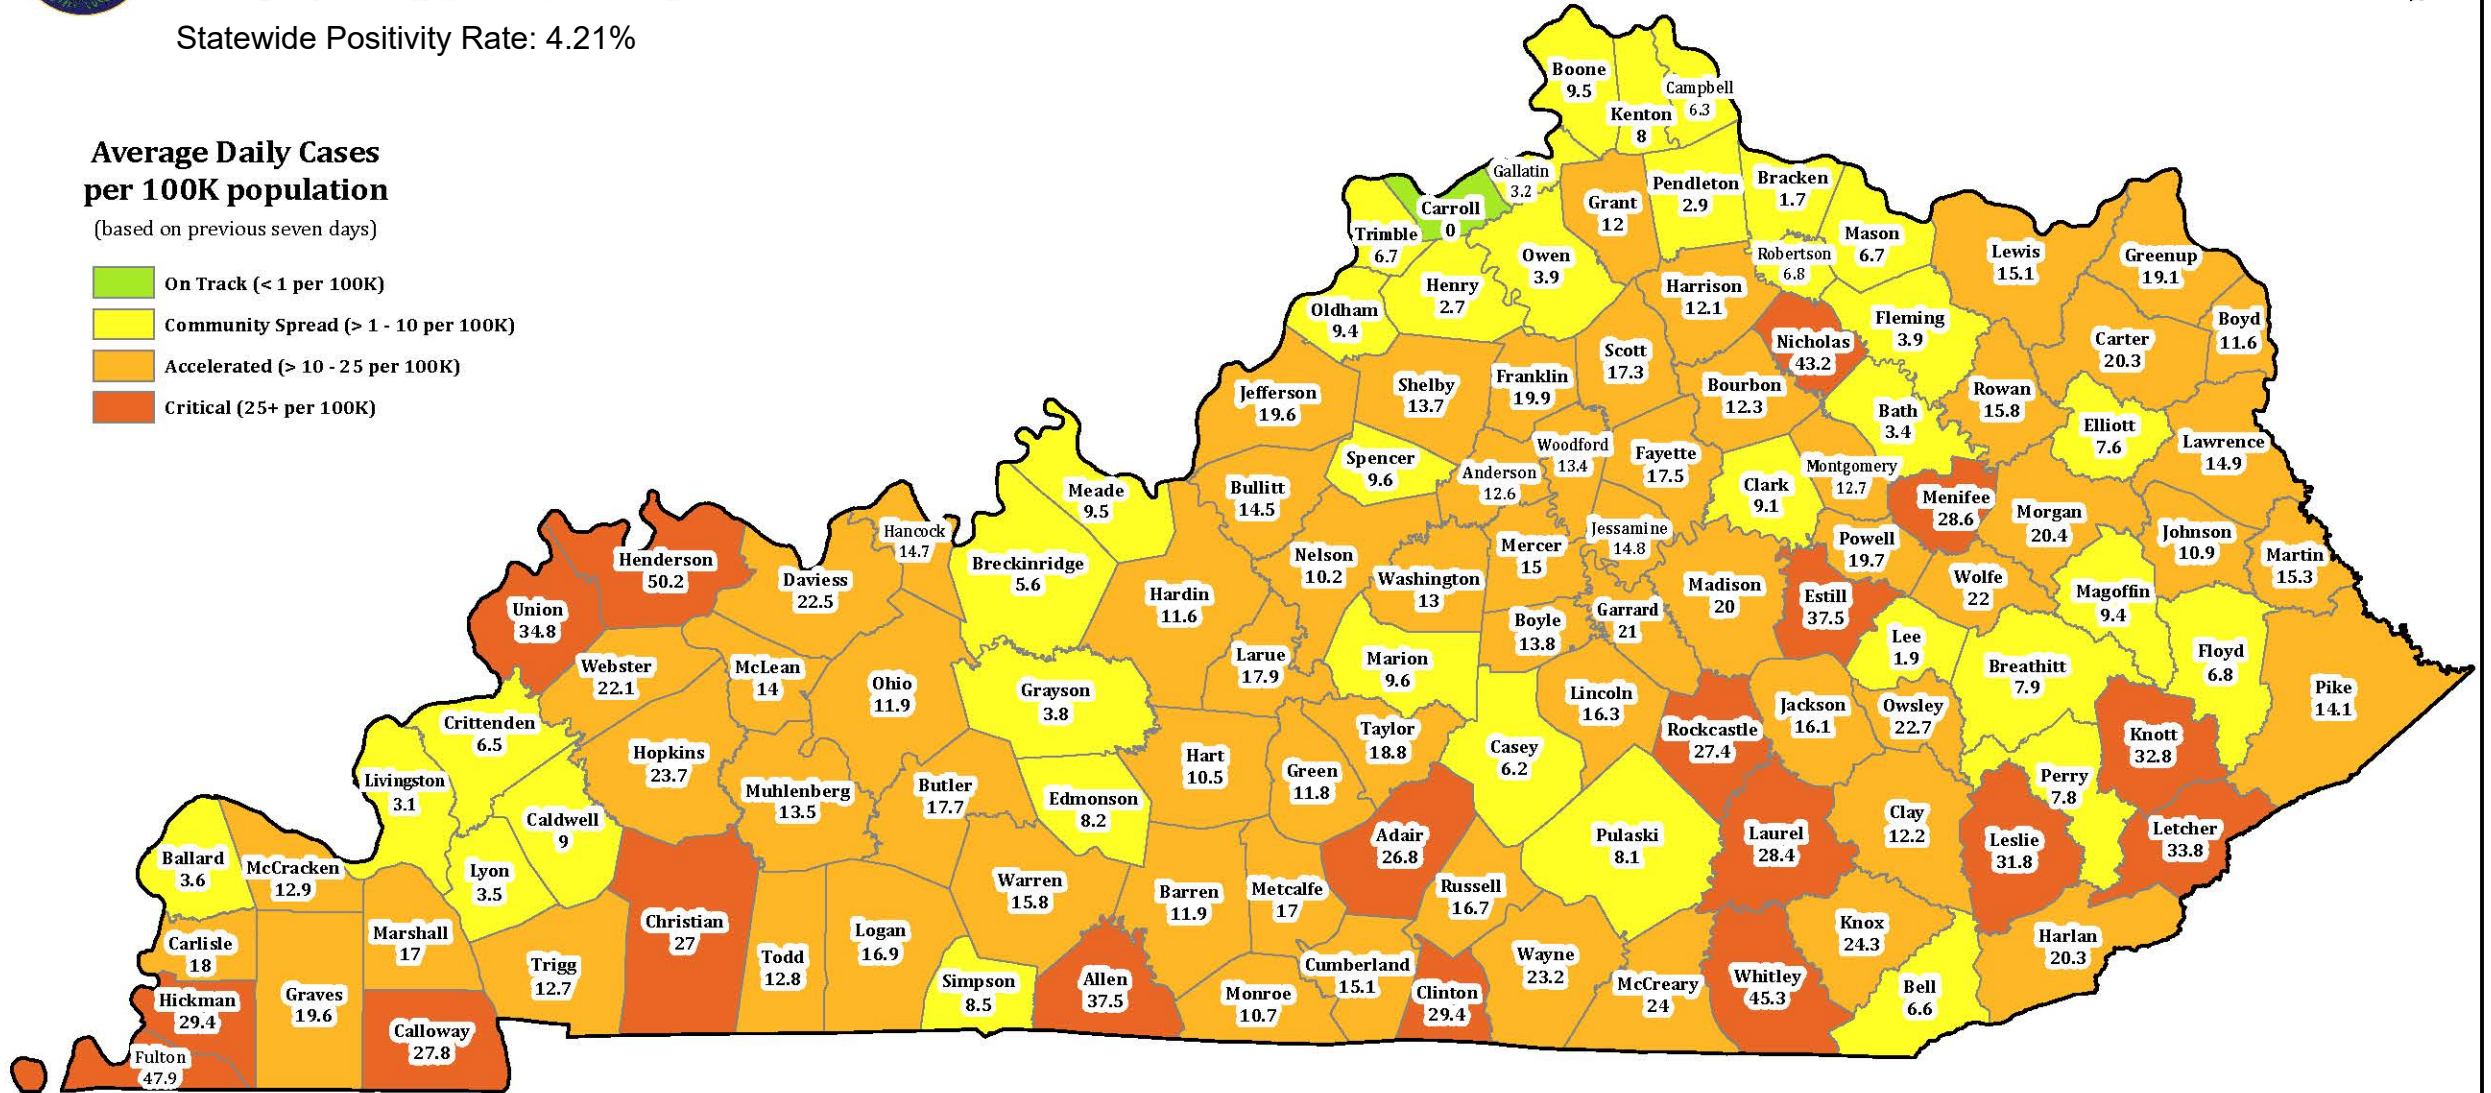 Statewide Positivity Rate: 4.21%
Average Daily Cases
per 100K population
(based on previous seven days)
On Track (< 1 per 100K)
Community Spread (> 1 - 10 per 100K)
Accelerated (> 10 - 25 per 100K)
Critical (25+ per 100K)
Boone
9.5
Kenton
8
Campbell
6.3
Gallatin
3.2
Carroll
0
Trimble
6.7
Grant
12
Pendleton
2.9
Bracken
1.7
Mason
6.7
Robertson
6.8
Lewis
15.1
Greenup
19.1
Owen
3.9
Henry
2.7
Oldham
9.4
Harrison
12.1
Nicholas
43.2
Fleming
3.9
Carter
20.3
Boyd
11.6
Jefferson
19.6
Shelby
13.7
Franklin
19.9
Scott
17.3
Bourbon
12.3
Bath
3.4
Rowan
15.8
Elliott
7.6
Lawrence
14.9
Spencer
9.6
Anderson
12.6
Woodford
13.4
Fayette
17.5
Clark
9.1
Montgomery
12.7
Menifee
28.6
Morgan
20.4
Johnson
10.9
Martin
15.3
Meade
9.5
Bullitt
14.5
Hancock
14.7
Breckinridge
5.6
Hardin
11.6
Nelson
10.2
Washington
13
Mercer
15
Jessamine
14.8
Madison
20
Powell
19.7
Estill
37.5
Wolfe
22
Magoffin
9.4
Henderson
50.2
Daviess
22.5
Union
34.8
Webster
22.1
McLean
14
Ohio
11.9
Grayson
3.8
Larue
17.9
Marion
9.6
Boyle
13.8
Garrard
21
Lincoln
16.3
Rockcastle
27.4
Jackson
16.1
Owsley
22.7
Lee
1.9
Breathitt
7.9
Floyd
6.8
Pike
14.1
Knott
32.8
Crittenden
6.5
Livingston
3.1
Hopkins
23.7
Muhlenberg
13.5
Butler
17.7
Edmonson
8.2
Hart
10.5
Green
11.8
Taylor
18.8
Casey
6.2
Adair
26.8
Pulaski
8.1
Laurel
28.4
Clay
12.2
Leslie
31.8
Perry
7.8
Letcher
33.8
Ballard
3.6
McCracken
12.9
Lyon
3.5
Caldwell
9
Christian
27
Warren
15.8
Barren
11.9
Metcalfe
17
Russell
16.7
Carlisle
18
Marshall
17
Trigg
12.7
Todd
12.8
Logan
16.9
Simpson
8.5
Allen
37.5
Monroe
10.7
Cumberland
15.1
Clinton
29.4
Wayne
23.2
McCreary
24
Whitley
45.3
Knox
24.3
Bell
6.6
Harlan
20.3
Hickman
29.4
Graves
19.6
Calloway
27.8
Fulton
47.9